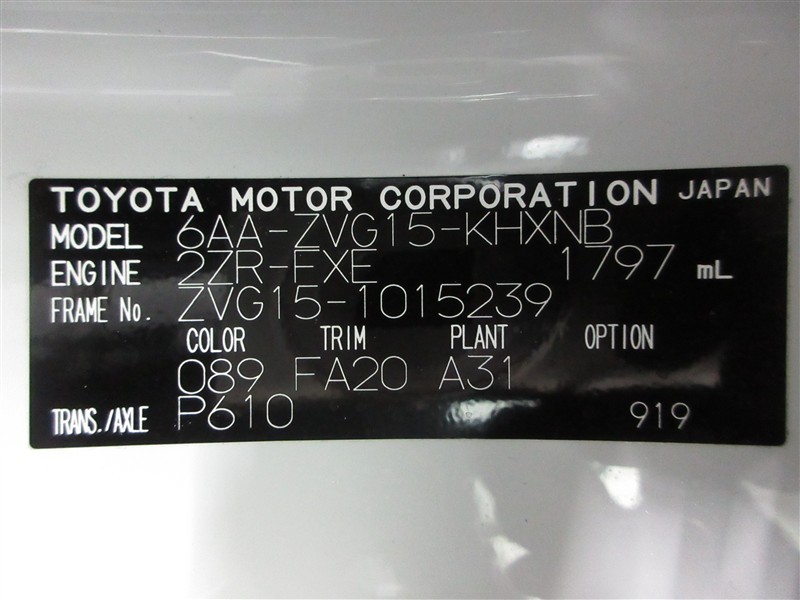 TOYOTA MOTOR CORPORATION JAPAN
MODEL 6AA-ZVG15-KHXNB
ENGINE 2ZR-FXE 1797 mL
FRAME No. ZVG15-1015239
COLOR TRIM PLANT OPTION
089 FA20 A31
TRANS./AXLE P610 919